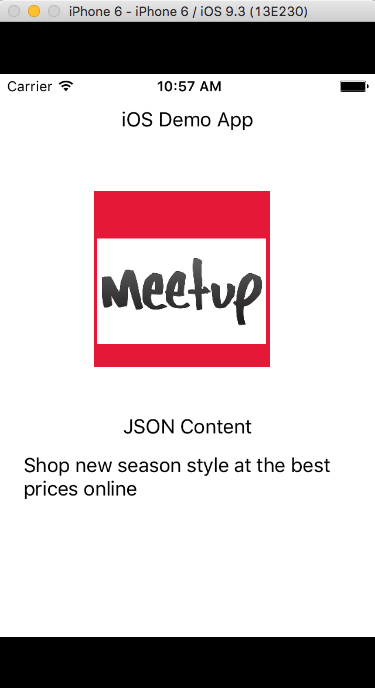 iPhone 6 - iPhone 6 / iOS 9.3 (13E230)
Carrier 10:57 AM
iOS Demo App
meetup
JSON Content
Shop new season style at the best
prices online